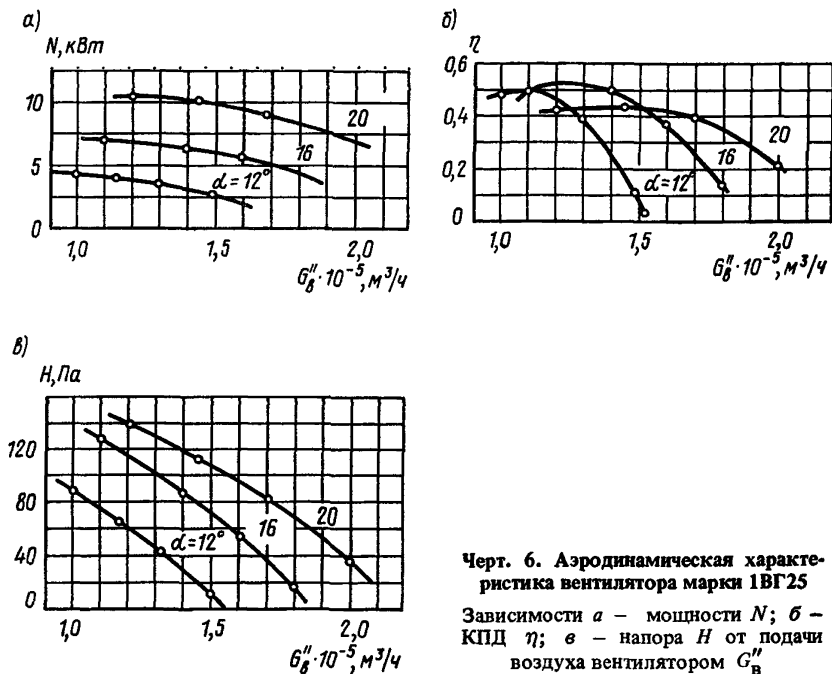 а)
N, кВт
10
5
0
20
16
α=12°
1,0 1,5 2,0
G″в·10⁻⁵, м³/ч
б)
η
0,6
0,4
0,2
0
20
16
α=12°
1,0 1,5 2,0
G″в·10⁻⁵, м³/ч
в)
H, Па
120
80
40
0
20
16
α=12°
1,0 1,5 2,0
G″в·10⁻⁵, м³/ч
Черт. 6. Аэродинамическая характе-
ристика вентилятора марки 1ВГ25
Зависимости а – мощности N; б –
КПД η; в – напора H от подачи
воздуха вентилятором G″в